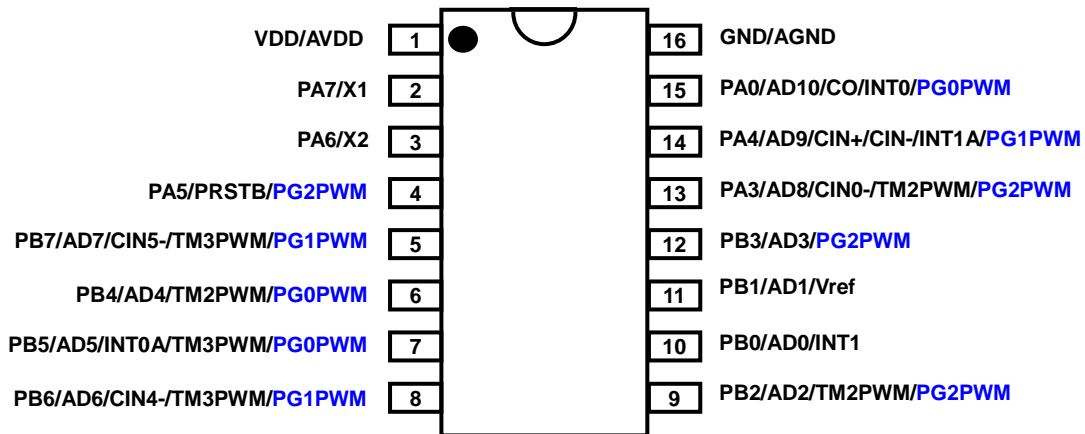 VDD/AVDD 1 16 GND/AGND
PA7/X1 2 15 PA0/AD10/CO/INT0/PG0PWM
PA6/X2 3 14 PA4/AD9/CIN+/CIN-/INT1A/PG1PWM
PA5/PRSTB/PG2PWM 4 13 PA3/AD8/CIN0-/TM2PWM/PG2PWM
PB7/AD7/CIN5-/TM3PWM/PG1PWM 5 12 PB3/AD3/PG2PWM
PB4/AD4/TM2PWM/PG0PWM 6 11 PB1/AD1/Vref
PB5/AD5/INT0A/TM3PWM/PG0PWM 7 10 PB0/AD0/INT1
PB6/AD6/CIN4-/TM3PWM/PG1PWM 8 9 PB2/AD2/TM2PWM/PG2PWM